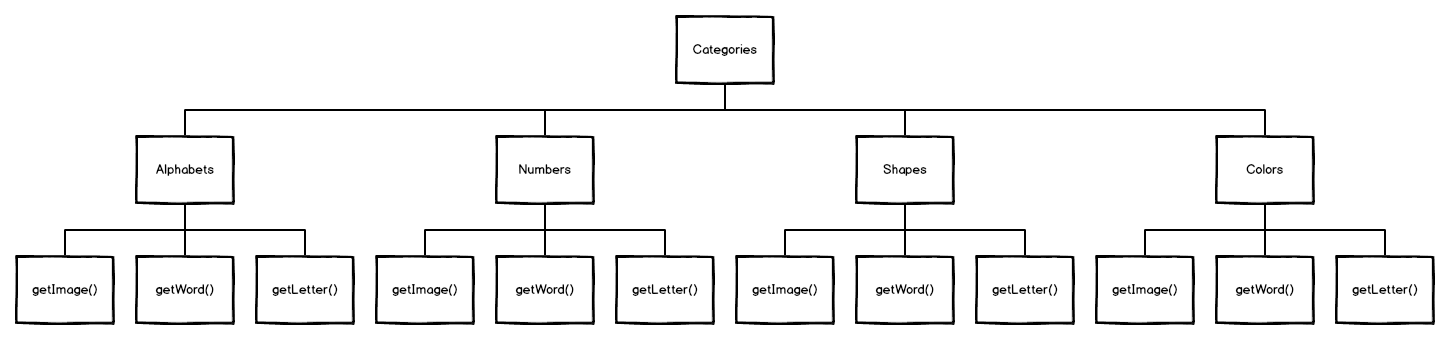 Categories
Alphabets
Numbers
Shapes
Colors
getImage()
getWord()
getLetter()
getImage()
getWord()
getLetter()
getImage()
getWord()
getLetter()
getImage()
getWord()
getLetter()